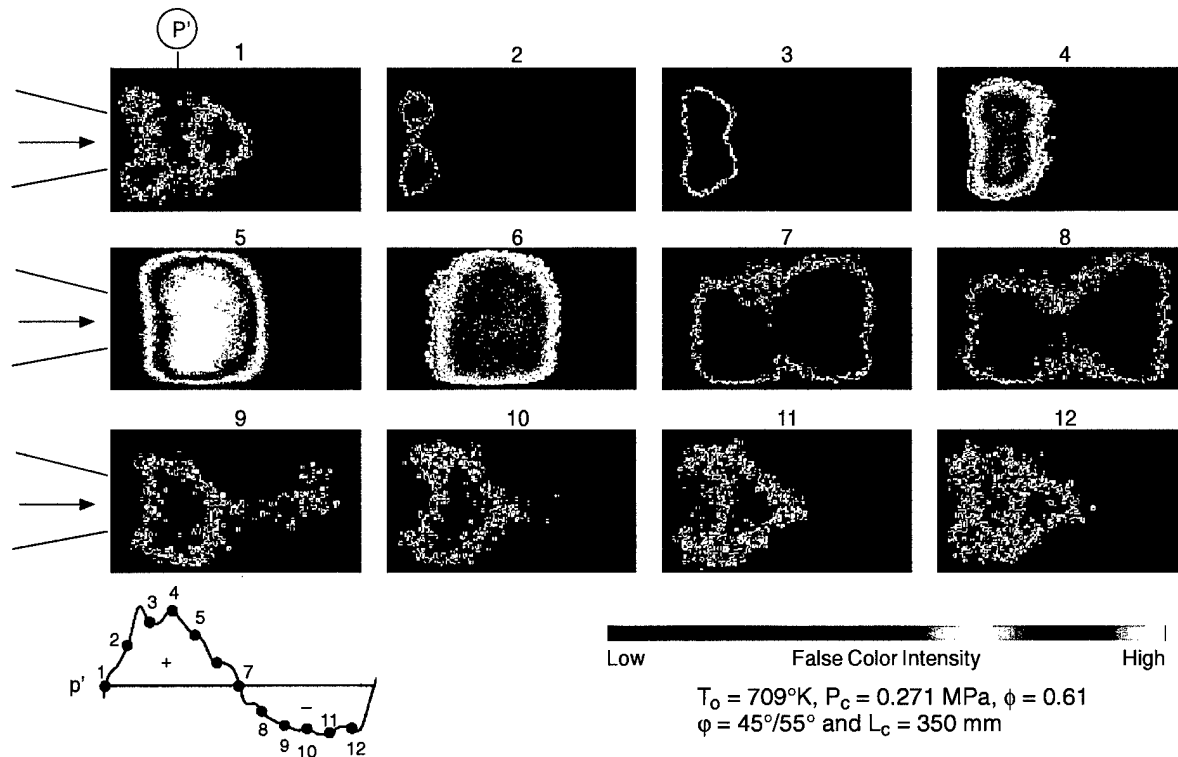 P'
1 2 3 4
5 6 7 8
9 10 11 12
3 4
2 5
1 + 7
p'
−
8 9 10 11 12
Low False Color Intensity High
T₀ = 709°K, P_c = 0.271 MPa, ϕ = 0.61
φ = 45°/55° and L_c = 350 mm